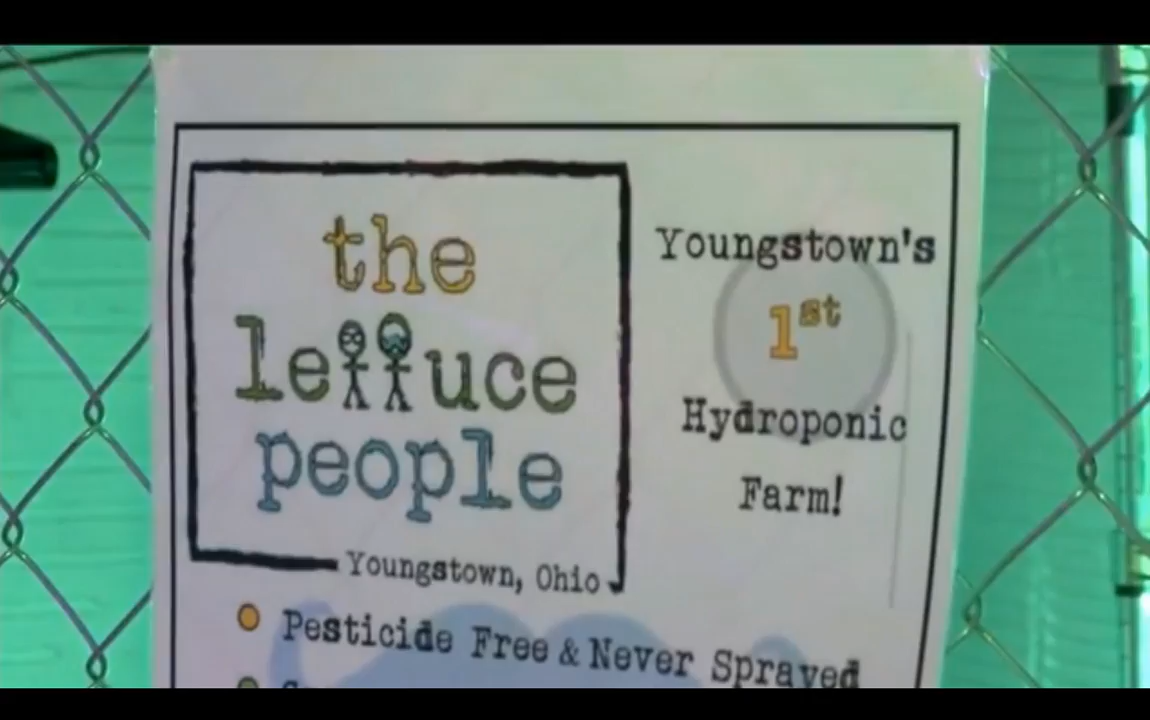 the
lettuce
people
Youngstown, Ohio
Youngstown's
1st
Hydroponic
Farm!
Pesticide Free & Never Sprayed